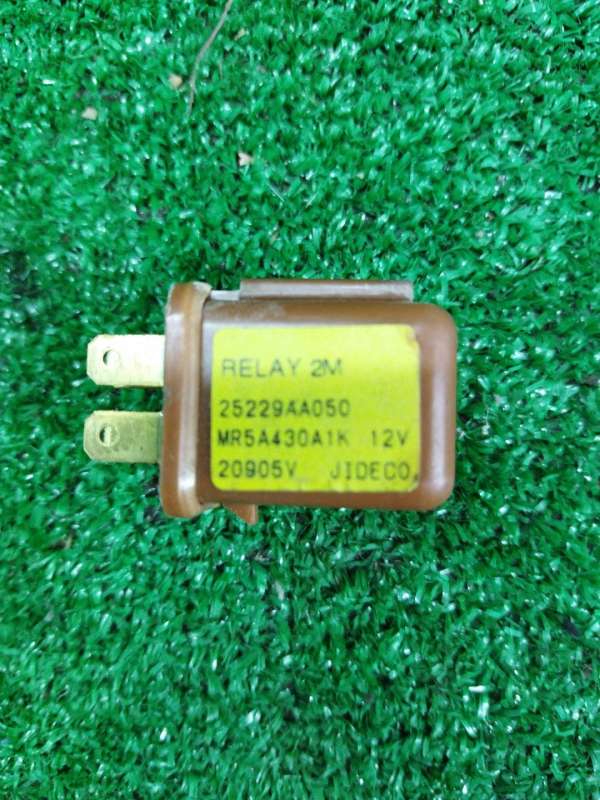 RELAY 2M
25229AA050
MR5A430A1K 12V
20905V JIDECO.